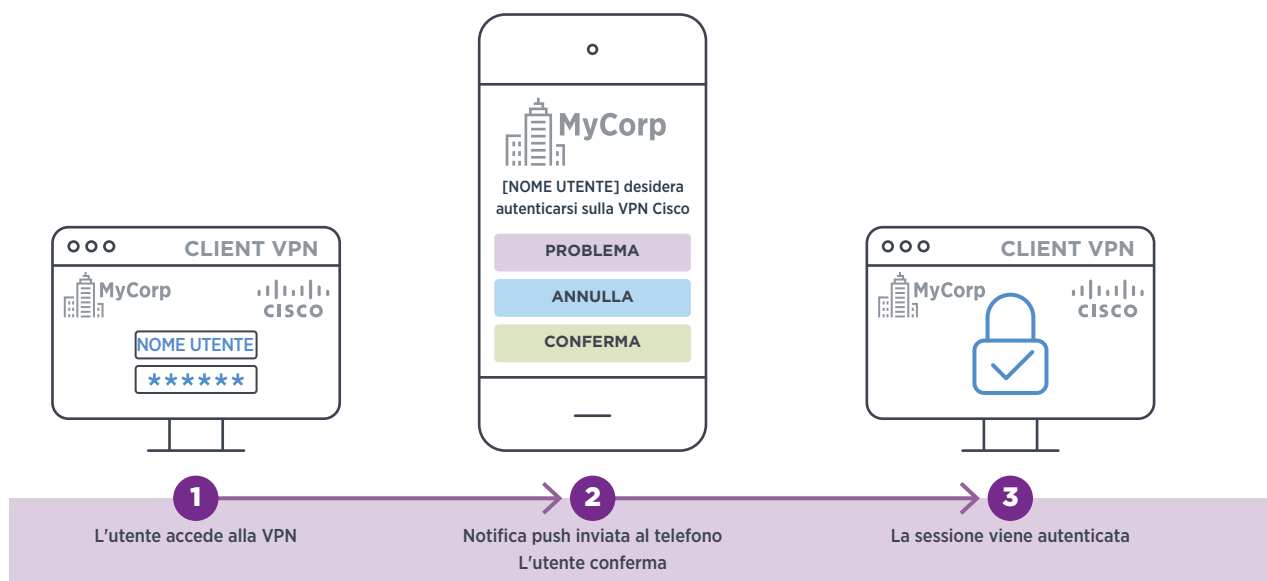 MyCorp
[NOME UTENTE] desidera
autenticarsi sulla VPN Cisco
PROBLEMA
ANNULLA
CONFERMA
CLIENT VPN
MyCorp
CISCO
NOME UTENTE
******
CLIENT VPN
MyCorp
CISCO
1
L'utente accede alla VPN
2
Notifica push inviata al telefono
L'utente conferma
3
La sessione viene autenticata